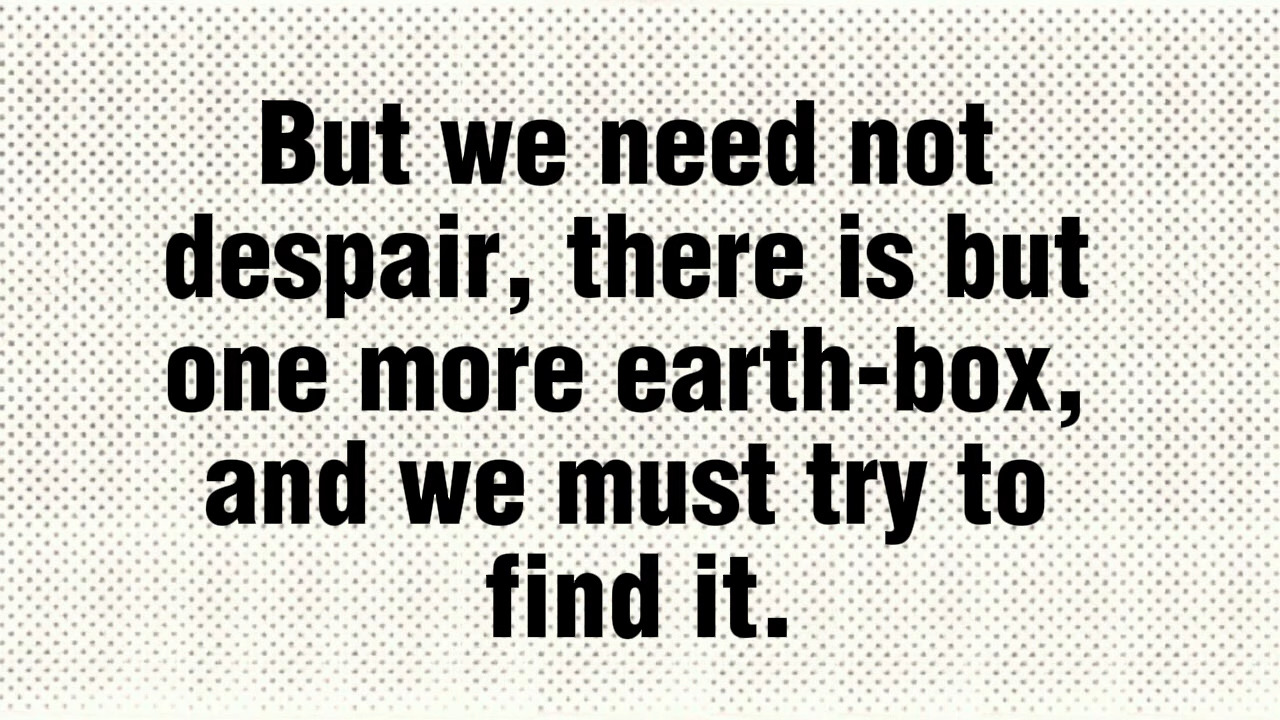 But we need not
despair, there is but
one more earth-box,
and we must try to
find it.